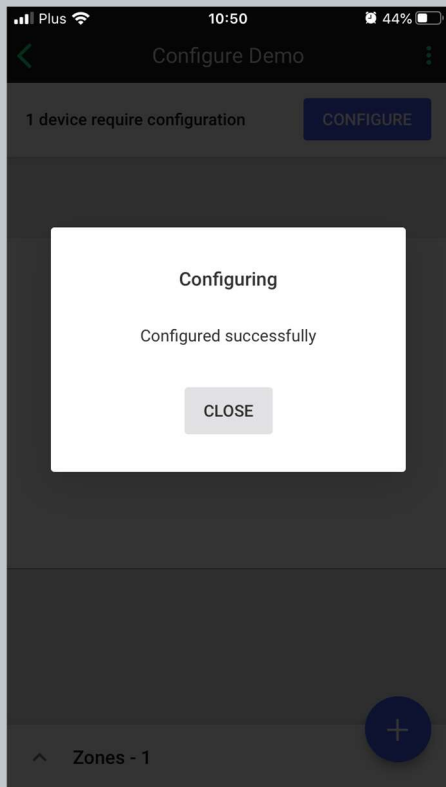 Plus 10:50 44%
Configure Demo
1 device require configuration CONFIGURE
Configuring
Configured successfully
CLOSE
Zones - 1